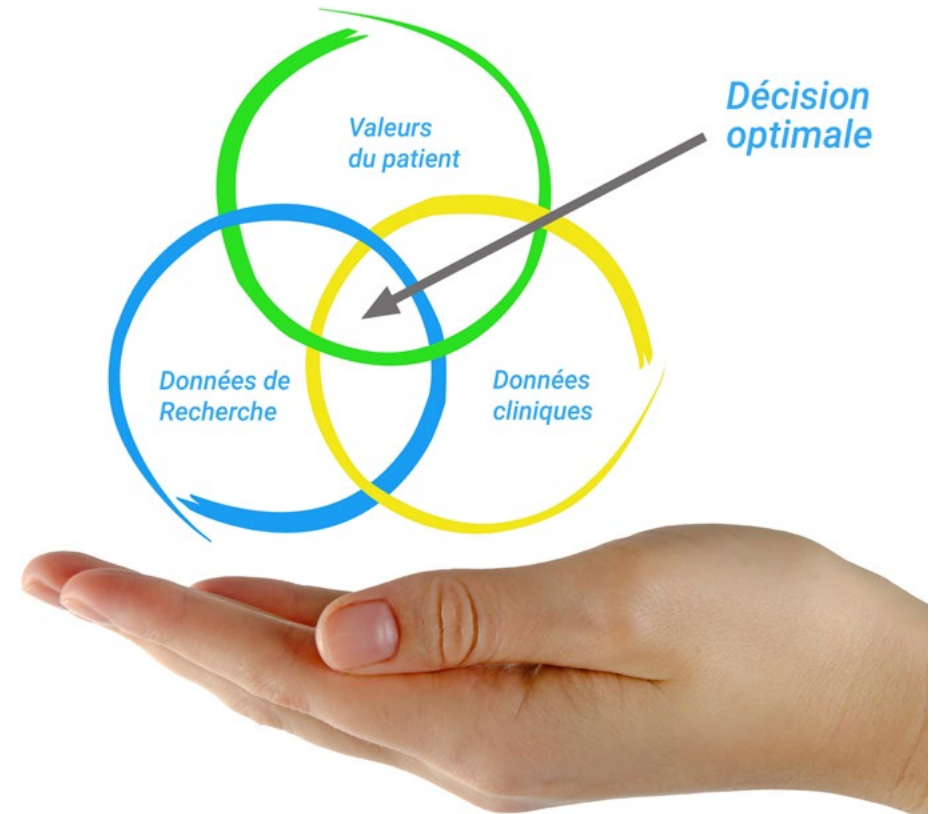 Valeurs
du patient
Décision
optimale
Données de
Recherche
Données
cliniques